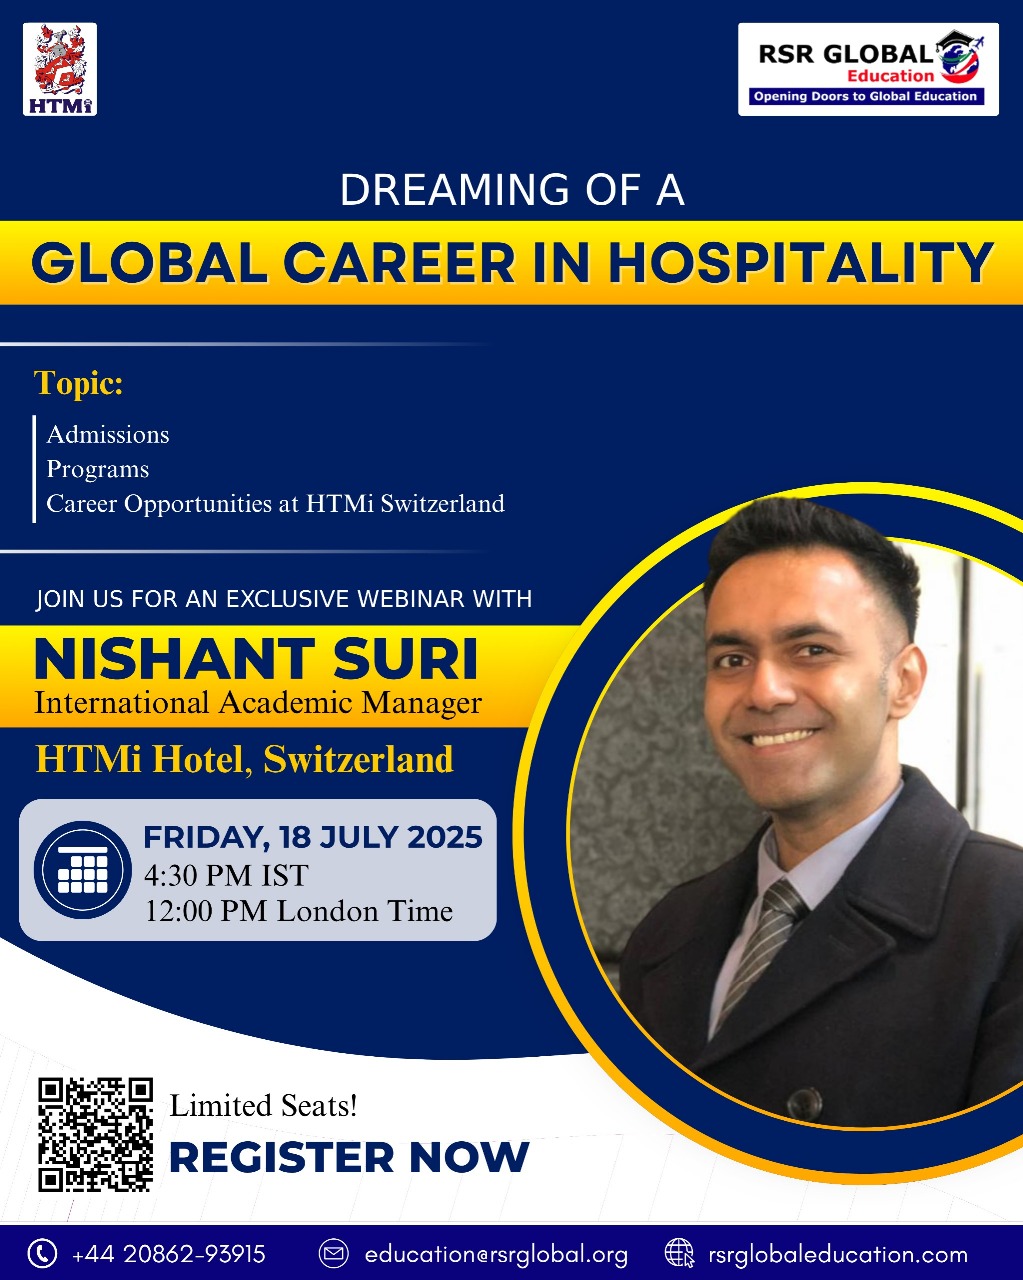 HTMi
RSR GLOBAL
Education
Opening Doors to Global Education
DREAMING OF A
GLOBAL CAREER IN HOSPITALITY
Topic:
Admissions
Programs
Career Opportunities at HTMi Switzerland
JOIN US FOR AN EXCLUSIVE WEBINAR WITH
NISHANT SURI
International Academic Manager
HTMi Hotel, Switzerland
FRIDAY, 18 JULY 2025
4:30 PM IST
12:00 PM London Time
Limited Seats!
REGISTER NOW
+44 20862-93915
education@rsrglobal.org
rsrglobaleducation.com